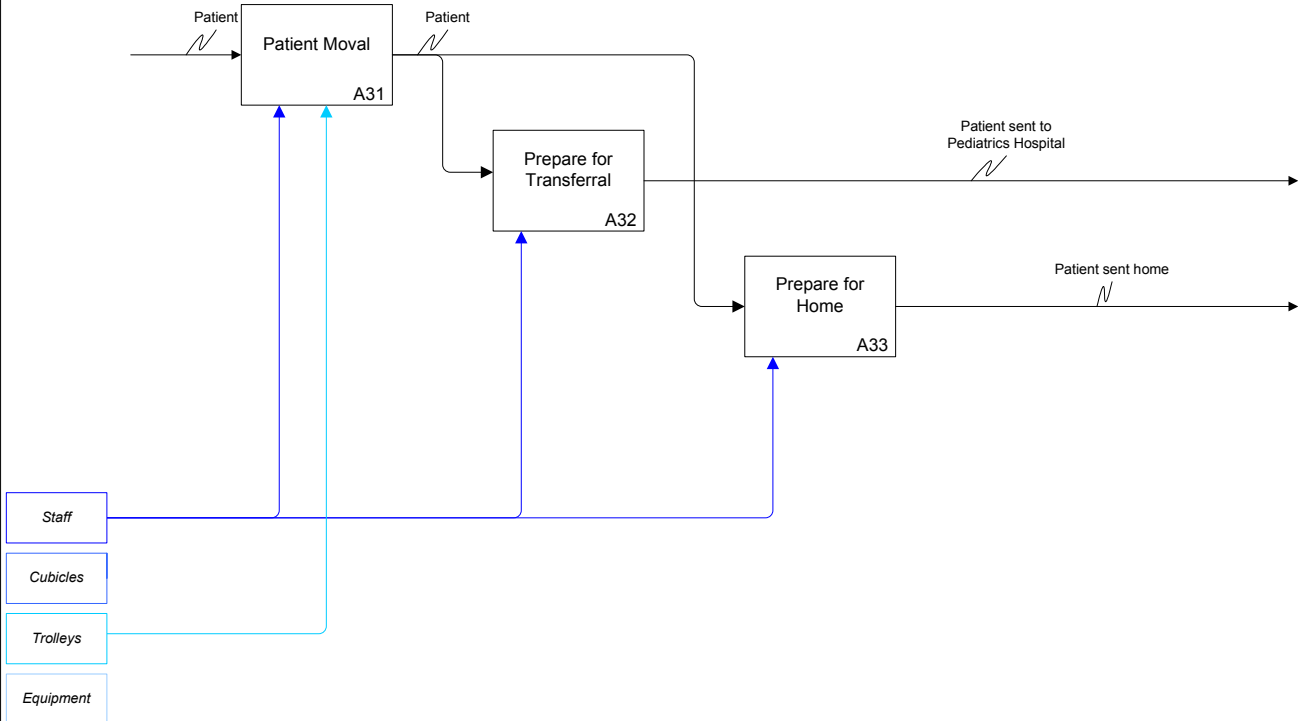 Patient
Patient Moval
A31
Patient
Prepare for
Transferral
A32
Patient sent to
Pediatrics Hospital
Prepare for
Home
A33
Patient sent home
Staff
Cubicles
Trolleys
Equipment